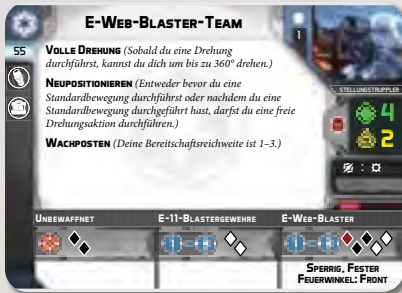 E-Web-Blaster-Team
1
55
Volle Drehung (Sobald du eine Drehung
durchführst, kannst du dich um bis zu 360° drehen.)
Neupositionieren (Entweder bevor du eine
Standardbewegung durchführst oder nachdem du eine
Standardbewegung durchgeführt hast, darfst du eine freie
Drehungsaktion durchführen.)
Wachposten (Deine Bereitschaftsreichweite ist 1–3.)
Stellungstruppler
4
2
:
Unbewaffnet
E-11-Blastergewehre
E-Web-Blaster
Sperrig, Fester
Feuerwinkel: Front